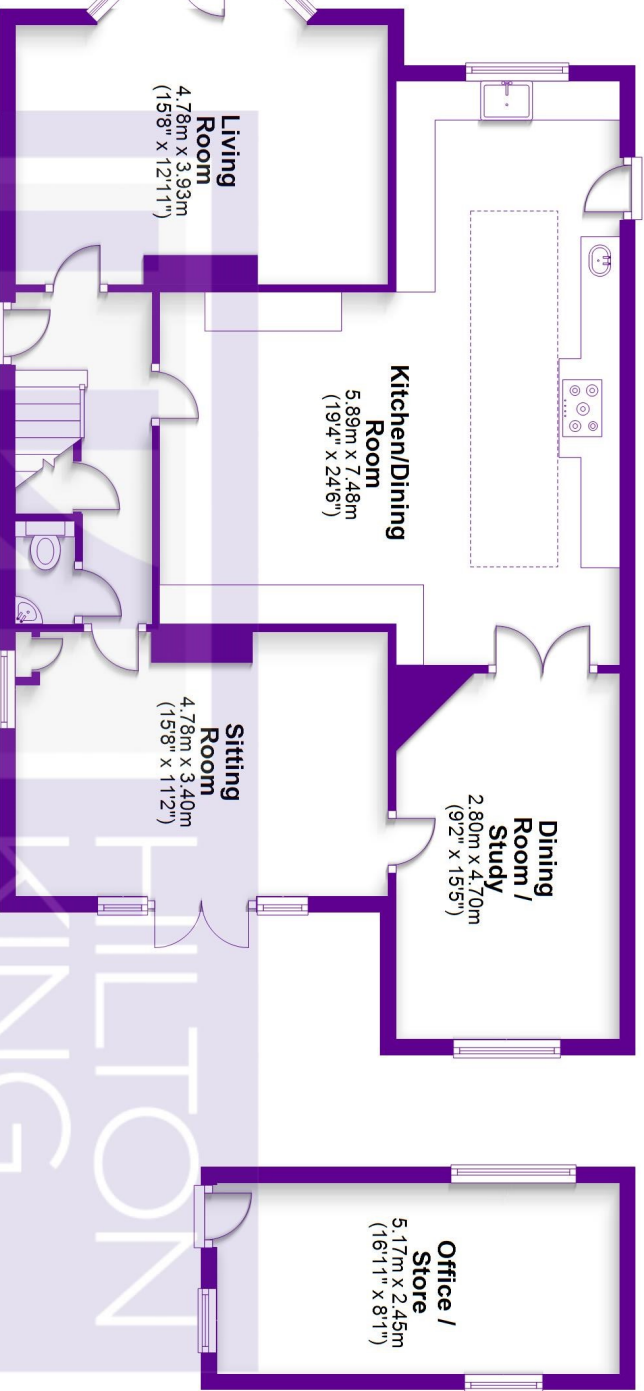 Living
Room
4.78m x 3.93m
(15'8" x 12'11")
Kitchen/Dining
Room
5.89m x 7.48m
(19'4" x 24'6")
Sitting
Room
4.78m x 3.40m
(15'8" x 11'2")
Dining
Room /
Study
2.80m x 4.70m
(9'2" x 15'5")
Office /
Store
5.17m x 2.45m
(16'11" x 8'1")
HILTON
KING